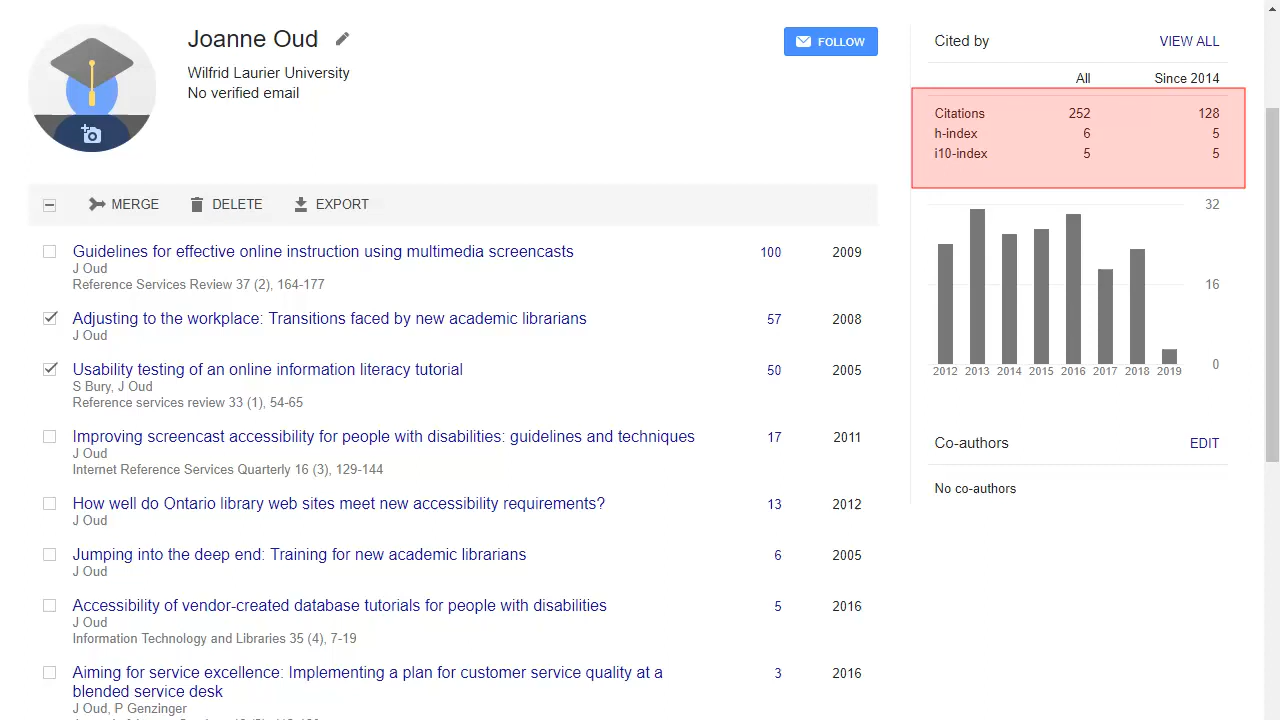 Joanne Oud
Wilfrid Laurier University
No verified email
FOLLOW
MERGE DELETE EXPORT
Guidelines for effective online instruction using multimedia screencasts 100 2009
J Oud
Reference Services Review 37 (2), 164-177
Adjusting to the workplace: Transitions faced by new academic librarians 57 2008
J Oud
Usability testing of an online information literacy tutorial 50 2005
S Bury, J Oud
Reference services review 33 (1), 54-65
Improving screencast accessibility for people with disabilities: guidelines and techniques 17 2011
J Oud
Internet Reference Services Quarterly 16 (3), 129-144
How well do Ontario library web sites meet new accessibility requirements? 13 2012
J Oud
Jumping into the deep end: Training for new academic librarians 6 2005
J Oud
Accessibility of vendor-created database tutorials for people with disabilities 5 2016
J Oud
Information Technology and Libraries 35 (4), 7-19
Aiming for service excellence: Implementing a plan for customer service quality at a 3 2016
blended service desk
J Oud, P Genzinger
Cited by VIEW ALL
All Since 2014
Citations 252 128
h-index 6 5
i10-index 5 5
32
16
0
2012 2013 2014 2015 2016 2017 2018 2019
Co-authors EDIT
No co-authors